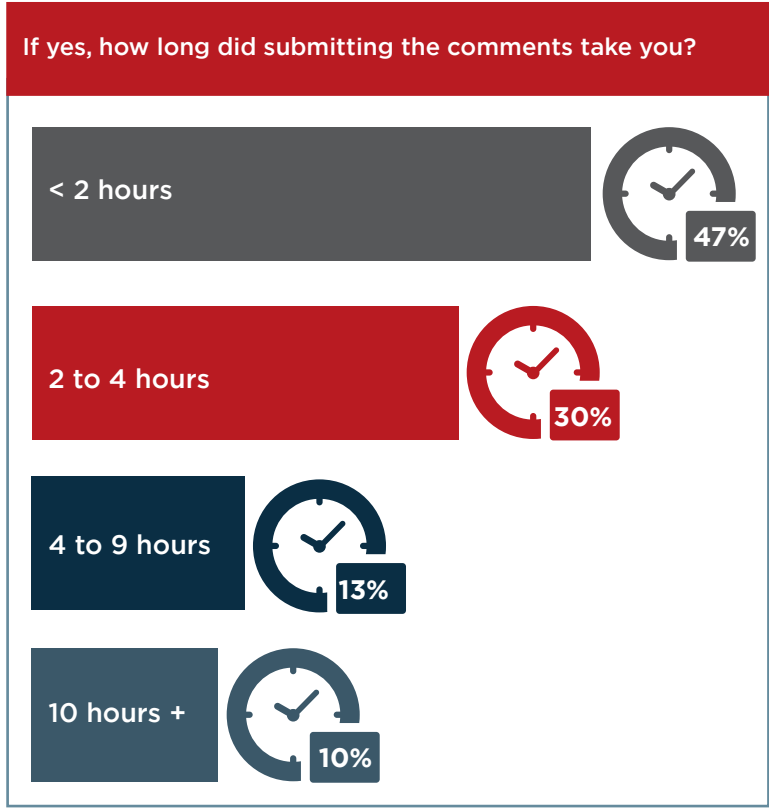 If yes, how long did submitting the comments take you?
< 2 hours
47%
2 to 4 hours
30%
4 to 9 hours
13%
10 hours +
10%